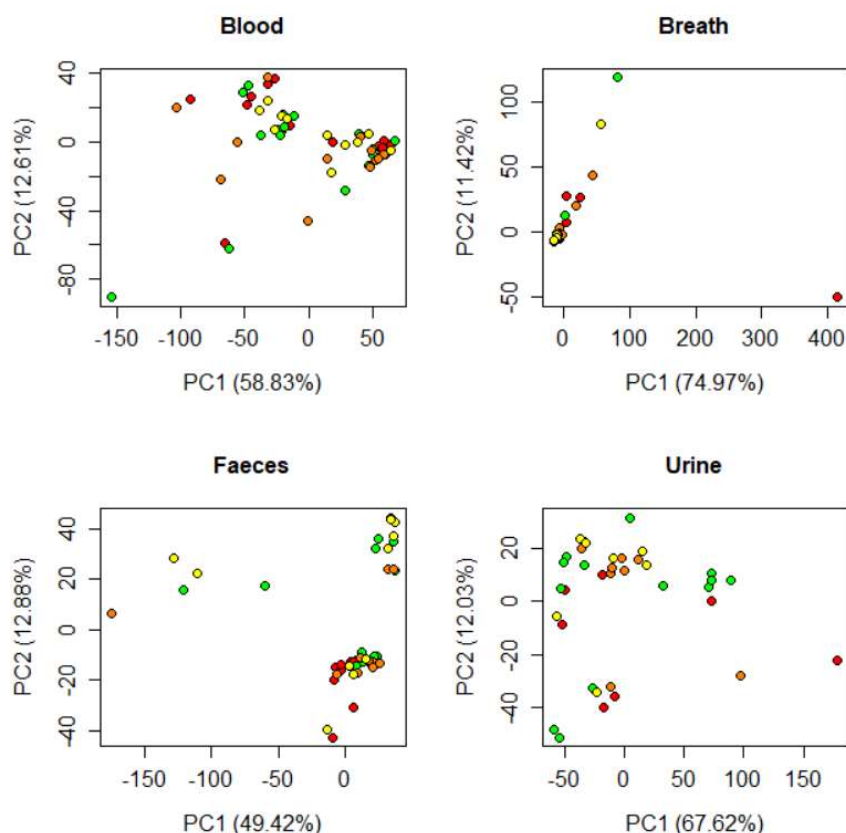 Blood
40
0
-40
-80
PC2 (12.61%)
-150 -100 -50 0 50
PC1 (58.83%)
Breath
100
50
0
-50
PC2 (11.42%)
0 100 200 300 400
PC1 (74.97%)
Faeces
40
20
0
-20
-40
PC2 (12.88%)
-150 -100 -50 0
PC1 (49.42%)
Urine
20
0
-20
-40
PC2 (12.03%)
-50 0 50 100 150
PC1 (67.62%)